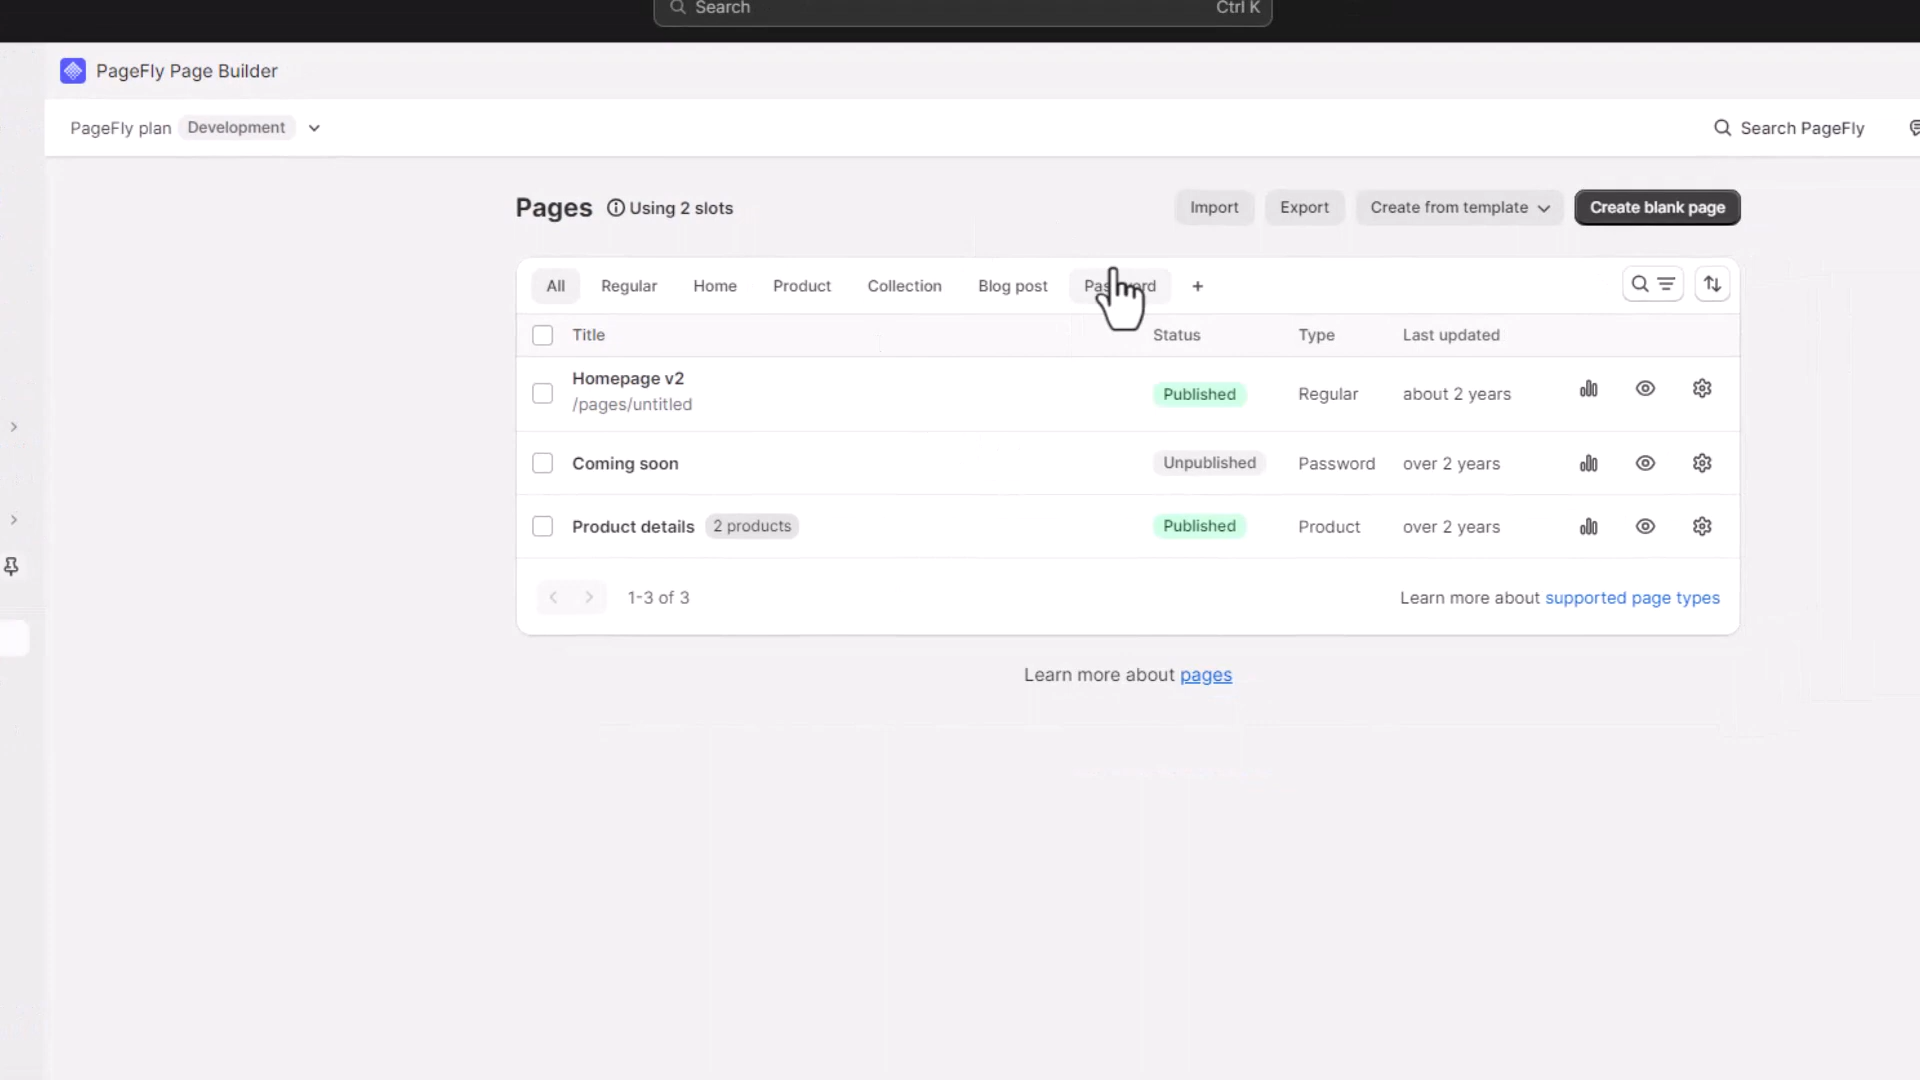 Search Ctrl K
PageFly Page Builder
PageFly plan Development Search PageFly
Pages Using 2 slots Import Export Create from template Create blank page
All Regular Home Product Collection Blog post +
Title Status Type Last updated
Homepage v2
/pages/untitled
Published Regular about 2 years
Coming soon Unpublished Password over 2 years
Product details 2 products Published Product over 2 years
1-3 of 3 Learn more about supported page types
Learn more about pages